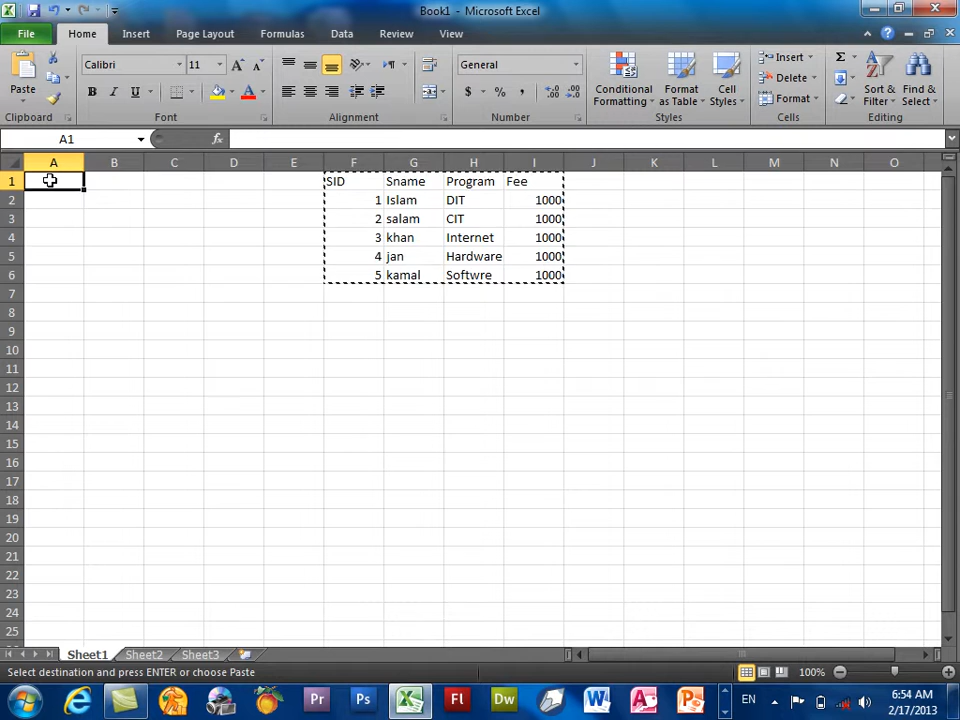 Book1 - Microsoft Excel
File Home Insert Page Layout Formulas Data Review View
Paste
Calibri 11
B I U
General
$ % ,
Conditional Formatting
Format as Table
Cell Styles
Insert
Delete
Format
Sort & Filter
Find & Select
Clipboard Font Alignment Number Styles Cells Editing
A1 fx
A B C D E F G H I J K L M N O
1 SID Sname Program Fee
2 1 Islam DIT 1000
3 2 salam CIT 1000
4 3 khan Internet 1000
5 4 jan Hardware 1000
6 5 kamal Softwre 1000
7
8
9
10
11
12
13
14
15
16
17
18
19
20
21
22
23
24
25
Sheet1 Sheet2 Sheet3
Select destination and press ENTER or choose Paste 100%
Pr Ps Fl Dw W A P EN 6:54 AM
2/17/2013